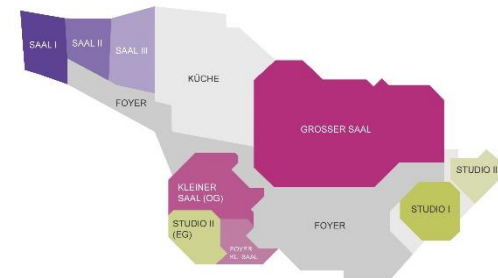 SAAL I
SAAL II
SAAL III
KÜCHE
FOYER
GROSSER SAAL
KLEINER
SAAL (OG)
STUDIO II
STUDIO I
STUDIO II
(EG)
FOYER
FOYER
KL. SAAL